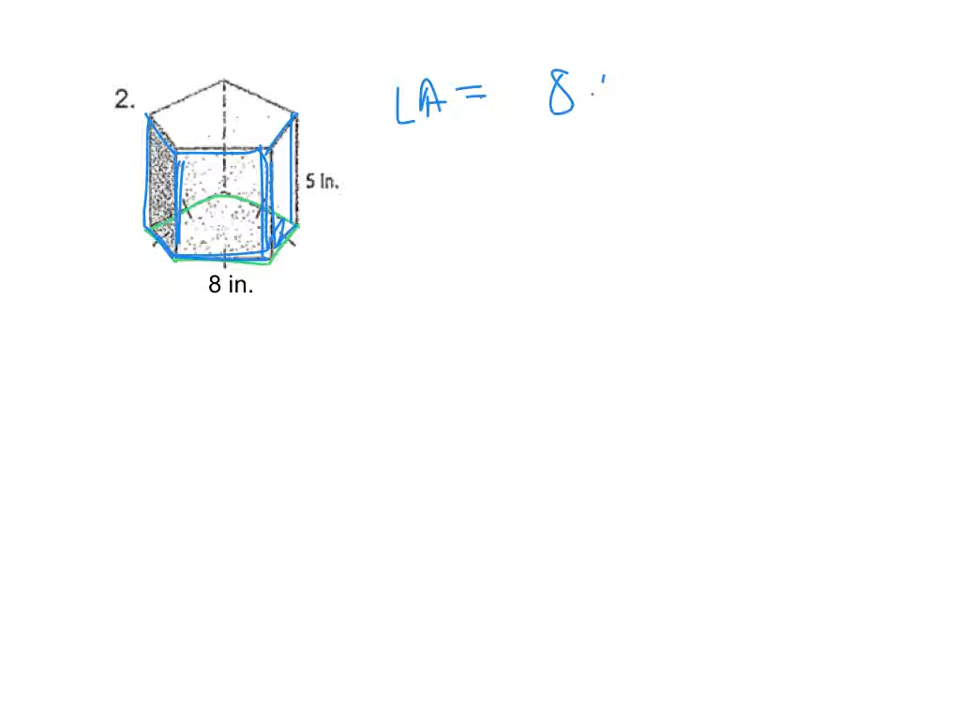 2.
LA = 8 ·
5 in.
8 in.